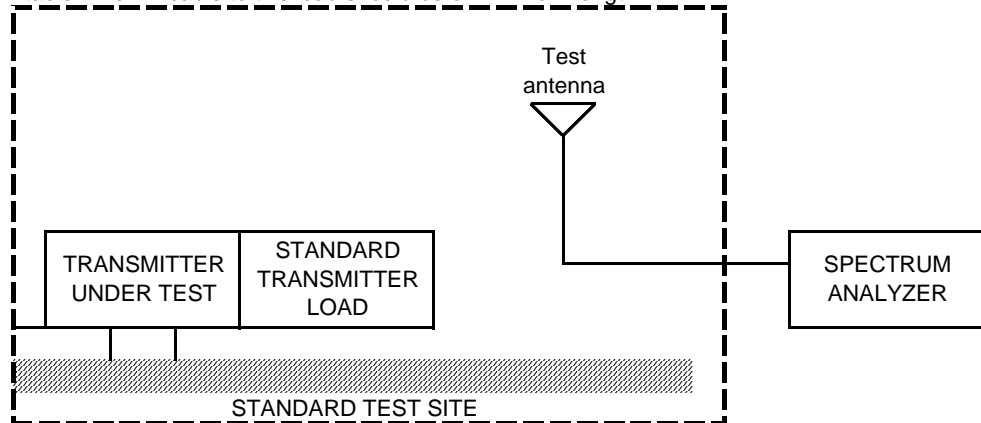 Test
antenna
TRANSMITTER
UNDER TEST
STANDARD
TRANSMITTER
LOAD
SPECTRUM
ANALYZER
STANDARD TEST SITE